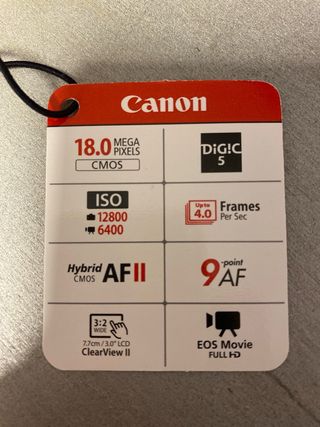 Canon
18.0 MEGA PIXELS
CMOS
DiGiC
5
ISO
12800
6400
Up to
4.0 Frames
Per Sec
Hybrid CMOS AF II
9-point AF
3:2
WIDE
7.7cm / 3.0" LCD
ClearView II
EOS Movie
FULL HD